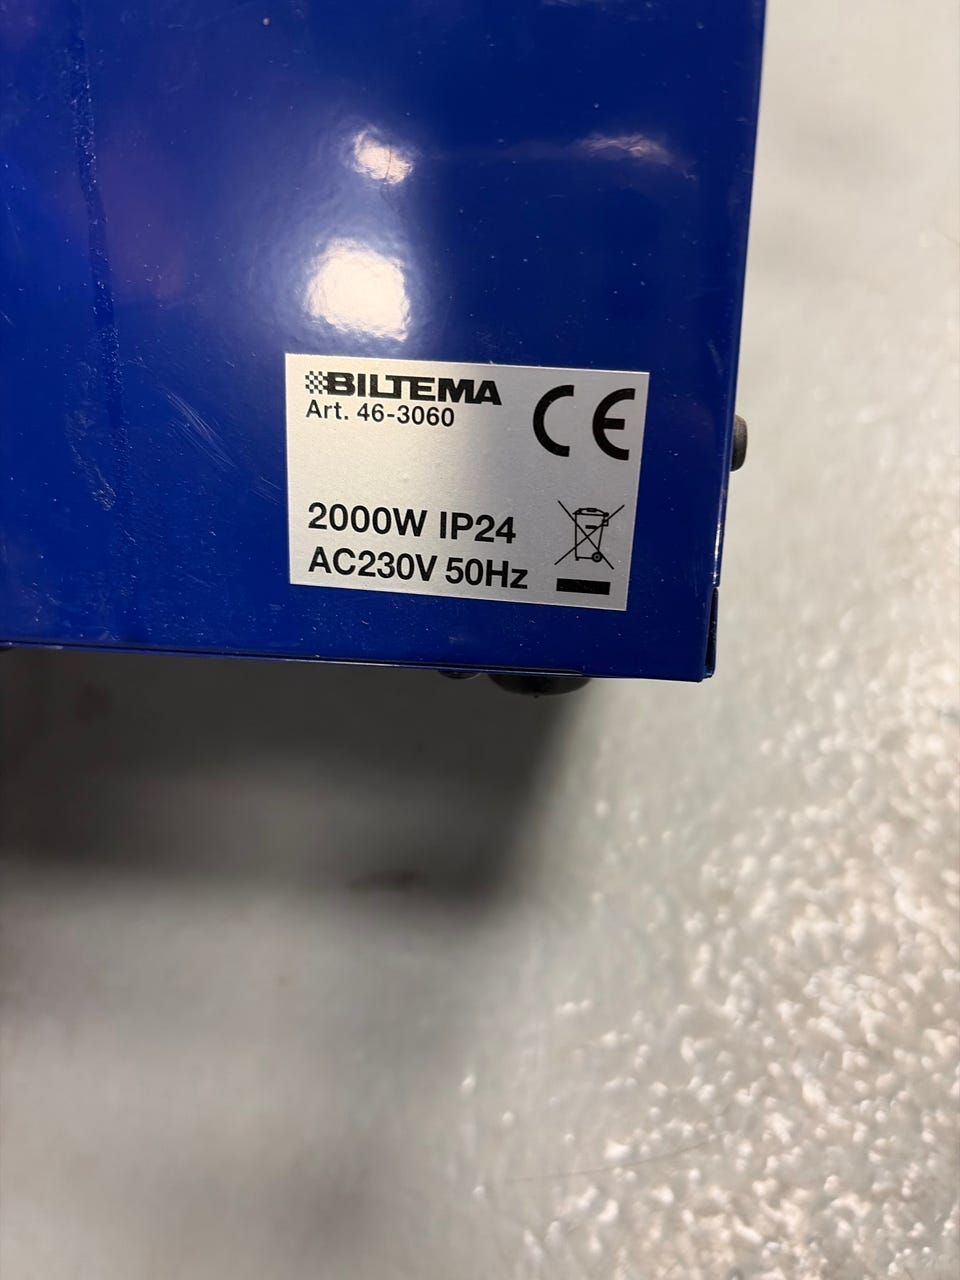 BILTEMA
Art. 46-3060
CE
2000W IP24
AC230V 50Hz